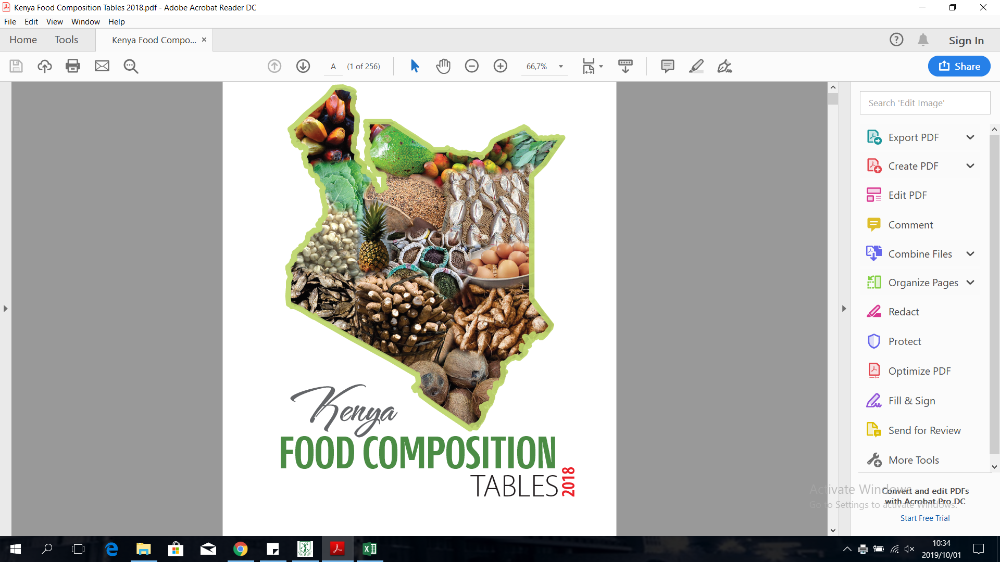 Kenya Food Composition Tables 2018.pdf - Adobe Acrobat Reader DC
File Edit View Window Help
Home Tools Kenya Food Compo... × ? Sign In
A (1 of 256) 66,7% Share
Search 'Edit Image'
Export PDF
Create PDF
Edit PDF
Comment
Combine Files
Organize Pages
Redact
Protect
Optimize PDF
Fill & Sign
Send for Review
More Tools
Kenya
FOOD COMPOSITION
TABLES 2018
Activate Windows
Go to Settings to activate Windows.
Convert and edit PDFs
with Acrobat Pro DC
Start Free Trial
10:34
2019/10/01